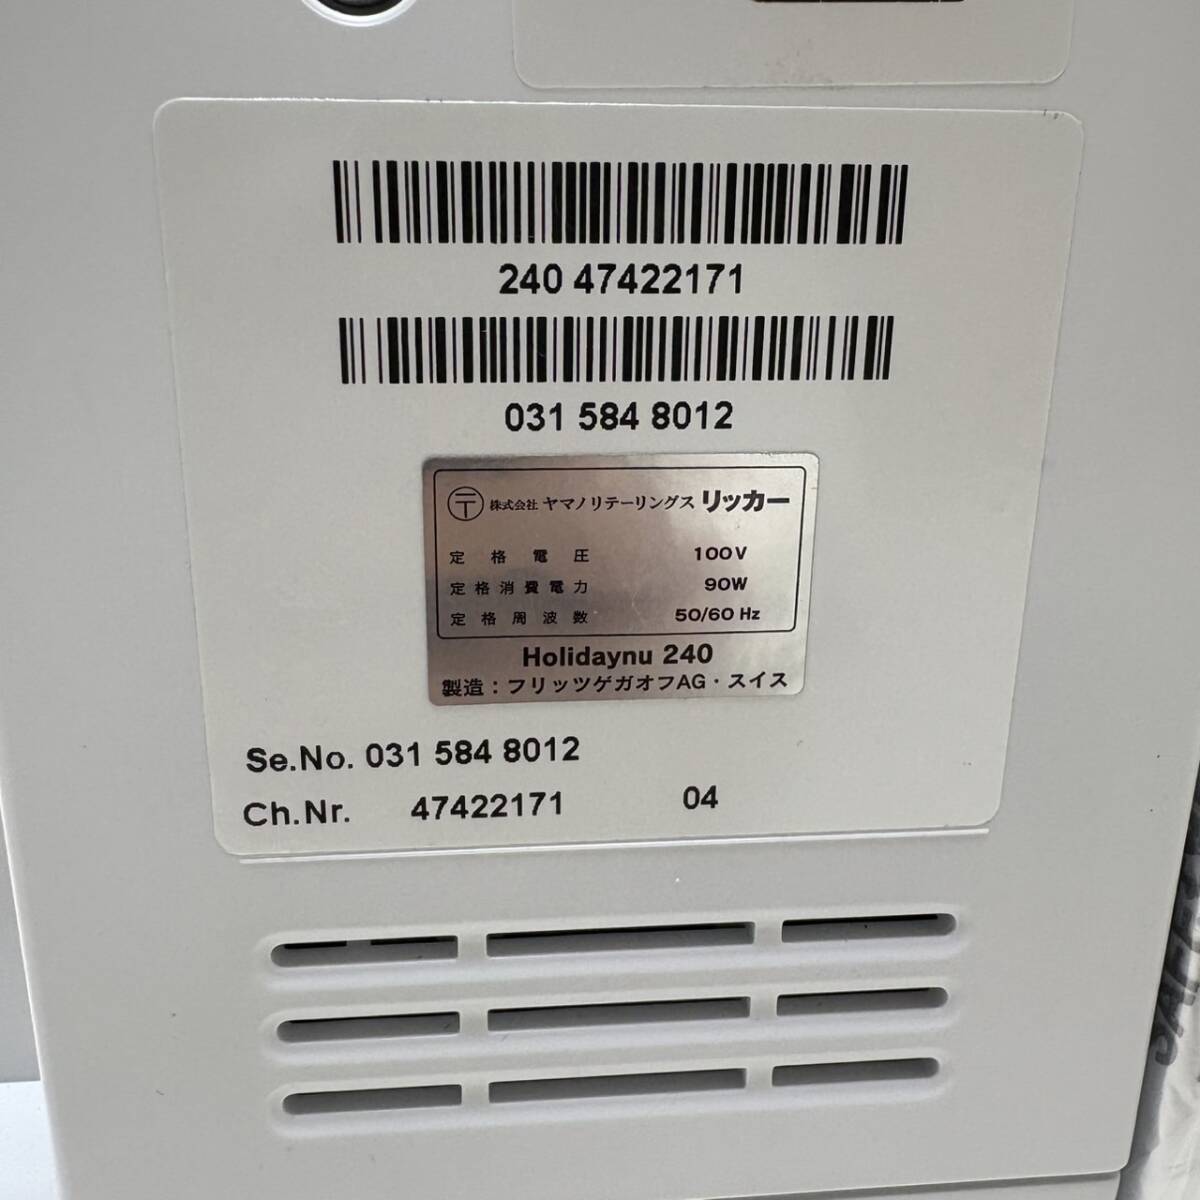 240 47422171
031 584 8012
〒 株式会社 ヤマノリテーリングス リッカー
定格電圧 100V
定格消費電力 90W
定格周波数 50/60 Hz
Holidaynu 240
製造：フリッツゲガオフAG・スイス
Se.No. 031 584 8012
Ch.Nr. 47422171 04